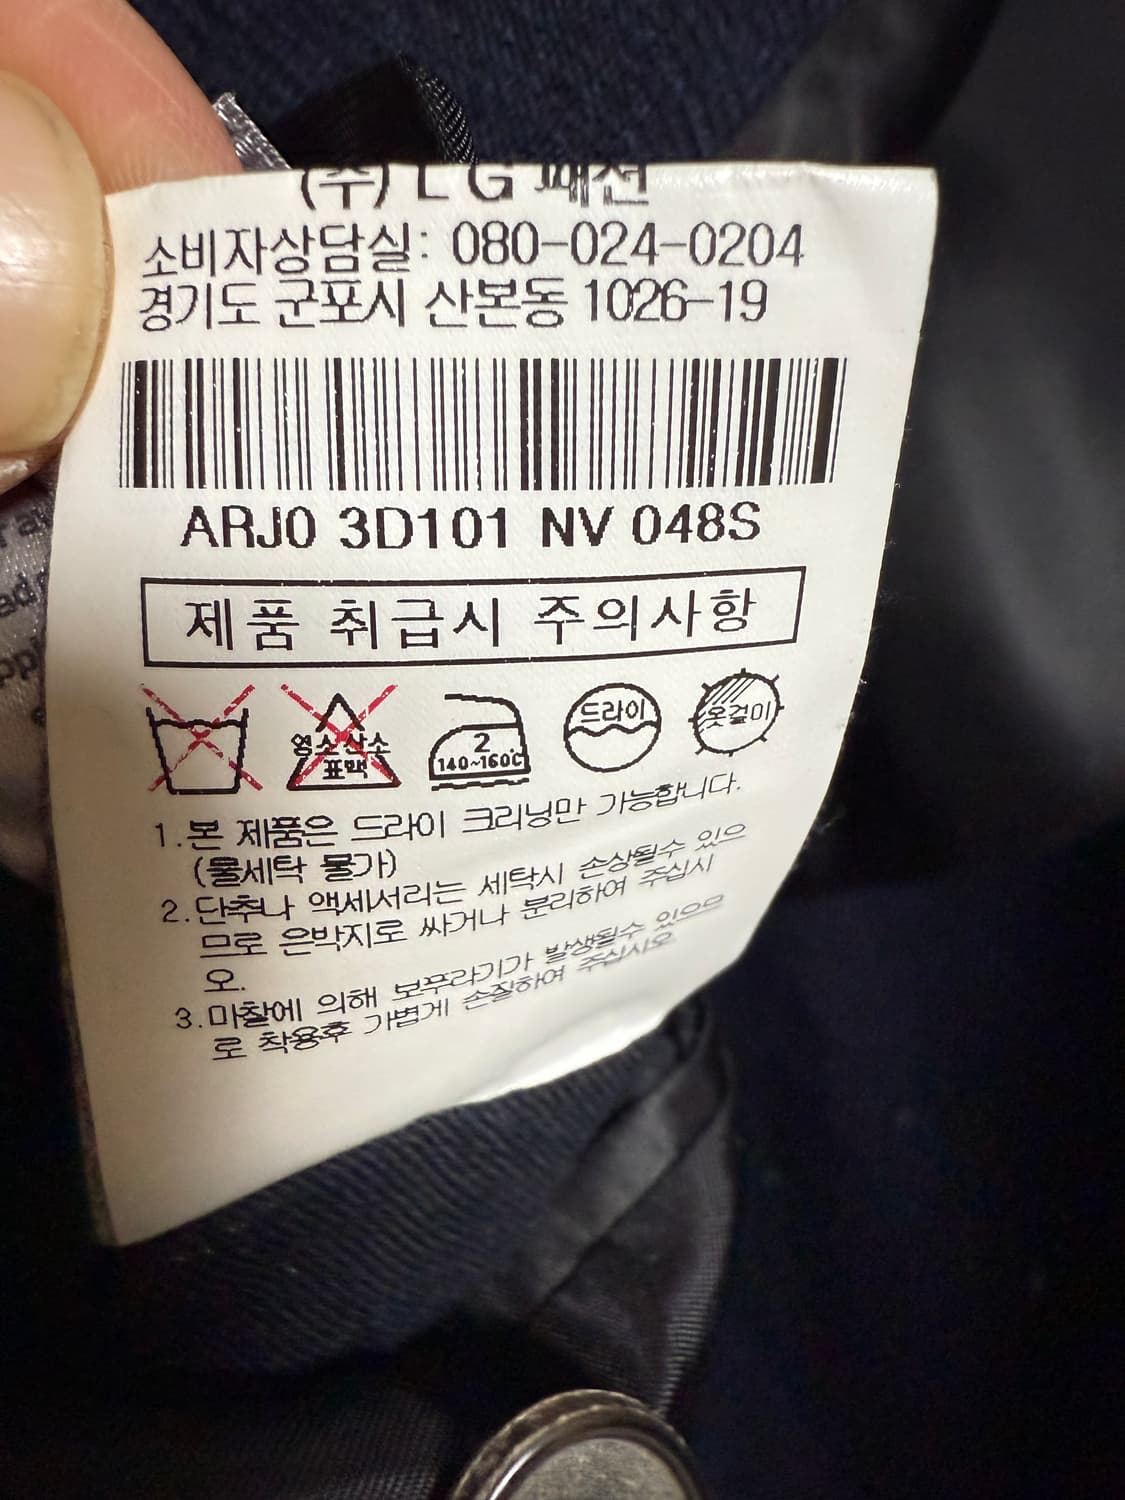 (주) LG 패션
소비자상담실: 080-024-0204
경기도 군포시 산본동 1026-19
ARJ0 3D101 NV 048S
제품 취급시 주의사항
염소 산소
표백
2
140~160℃
드라이
옷걸이
1.본 제품은 드라이 크리닝만 가능합니다.
(물세탁 불가)
2.단추나 액세서리는 세탁시 손상될수 있으
므로 은박지로 싸거나 분리하여 주십시
오.
3.마찰에 의해 보푸라기가 발생될수 있으므
로 착용후 가볍게 손질하여 주십시오.